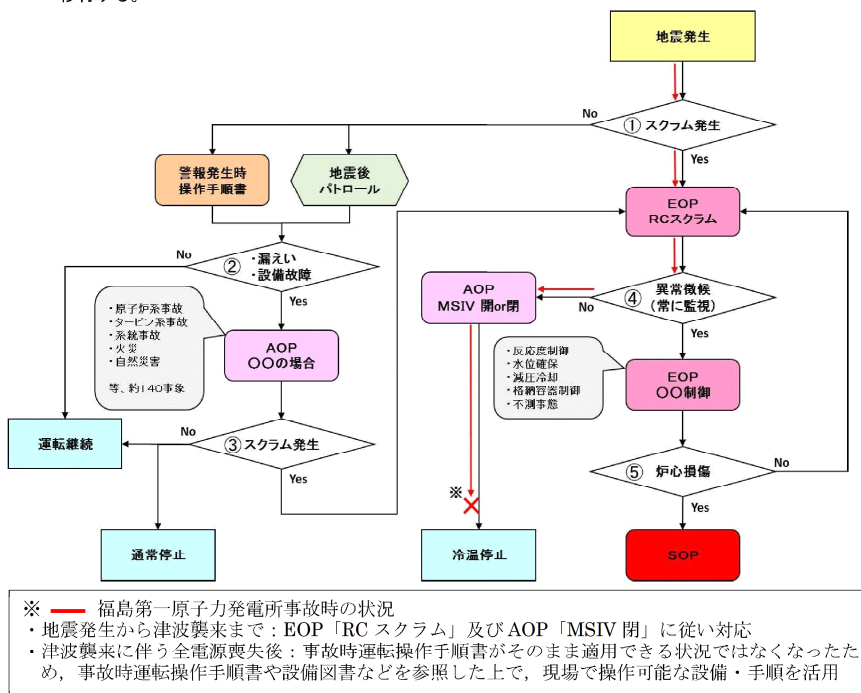 移行する。
地震発生
No
①スクラム発生
Yes
警報発生時
操作手順書
地震後
パトロール
EOP
RCスクラム
No
②
・漏えい
・設備故障
Yes
AOP
MSIV 開or閉
No
④
異常徴候
(常に監視)
Yes
・原子炉系事故
・タービン系事故
・系統事故
・火災
・自然災害
等、約140事象
AOP
〇〇の場合
・反応度制御
・水位確保
・減圧冷却
・格納容器制御
・不測事態
EOP
〇〇制御
運転継続
No
③スクラム発生
Yes
⑤ 炉心損傷
No
Yes
※
通常停止
冷温停止
SOP
※ 福島第一原子力発電所事故時の状況
・地震発生から津波襲来まで：EOP「RC スクラム」及び AOP「MSIV 閉」に従い対応
・津波襲来に伴う全電源喪失後：事故時運転操作手順書がそのまま適用できる状況ではなくなったた
め，事故時運転操作手順書や設備図書などを参照した上で，現場で操作可能な設備・手順を活用